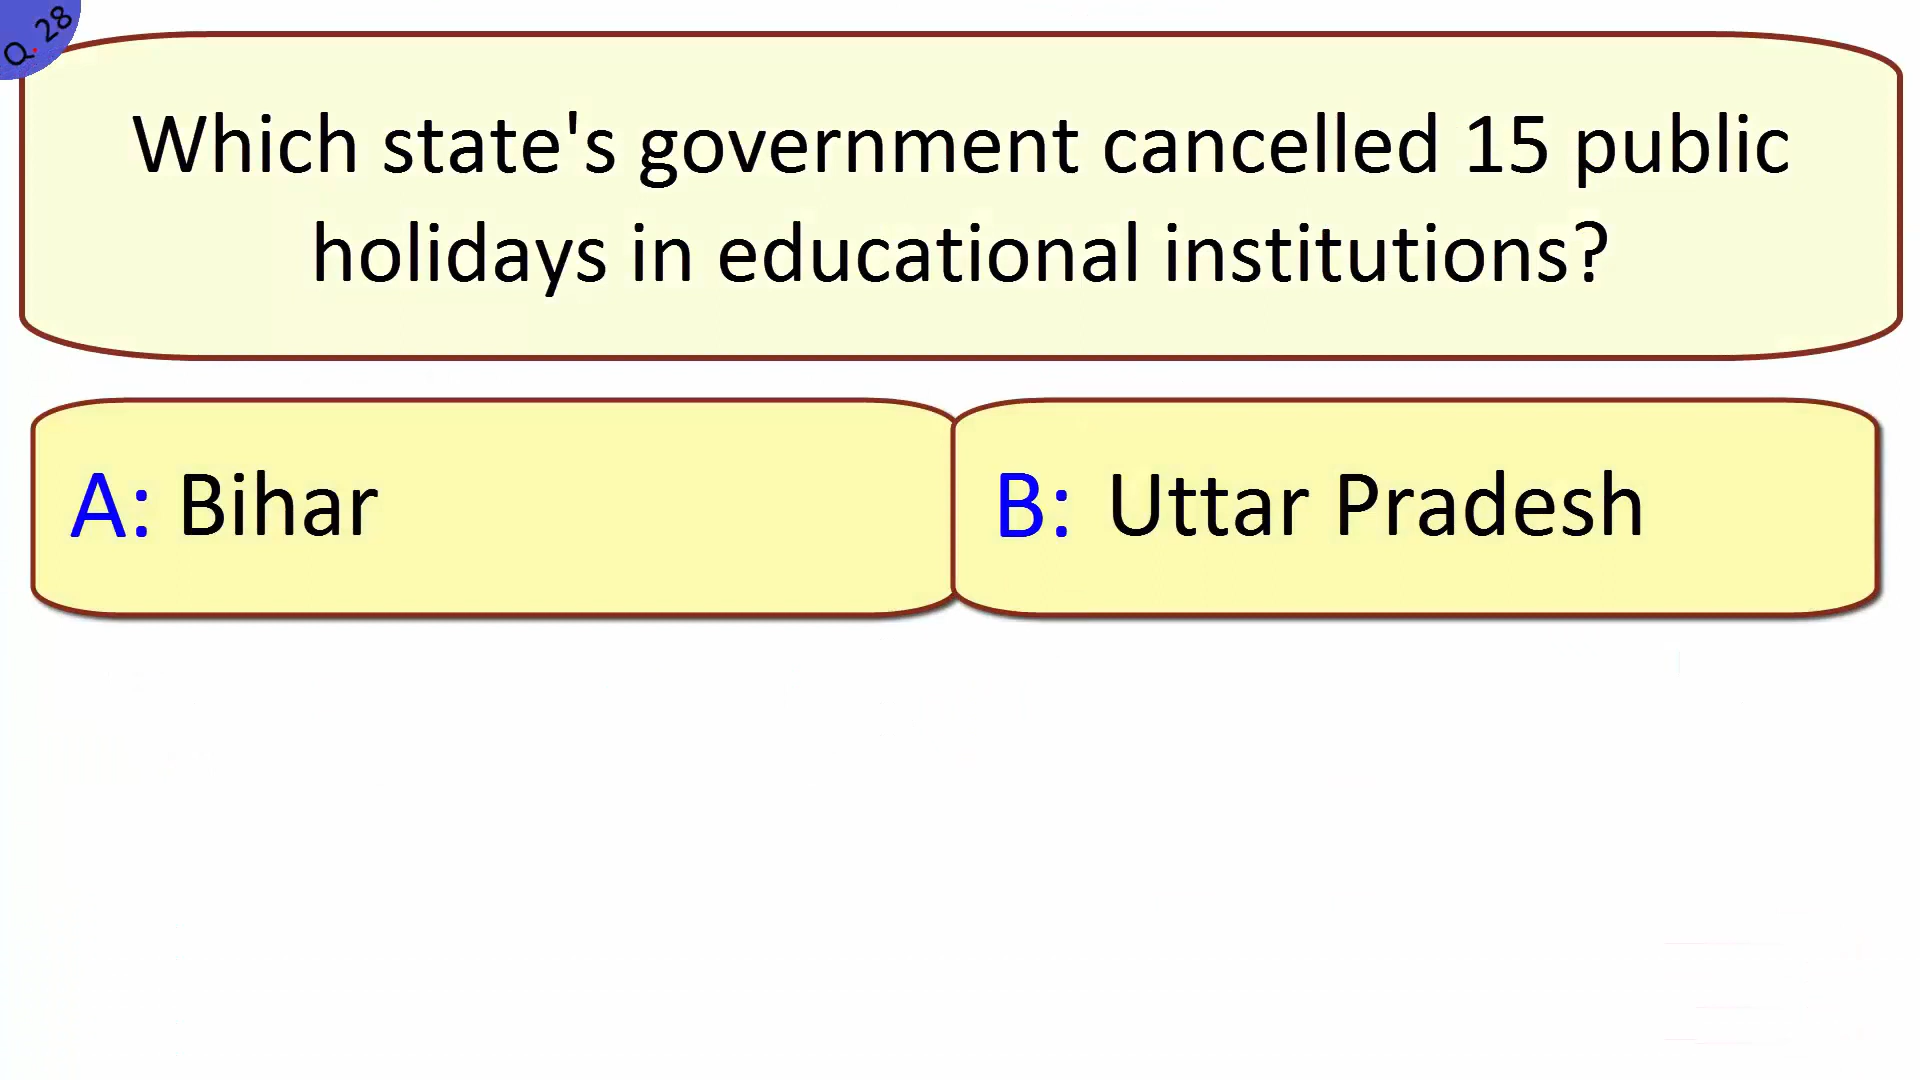 Q. 28
Which state's government cancelled 15 public
holidays in educational institutions?
A: Bihar
B: Uttar Pradesh